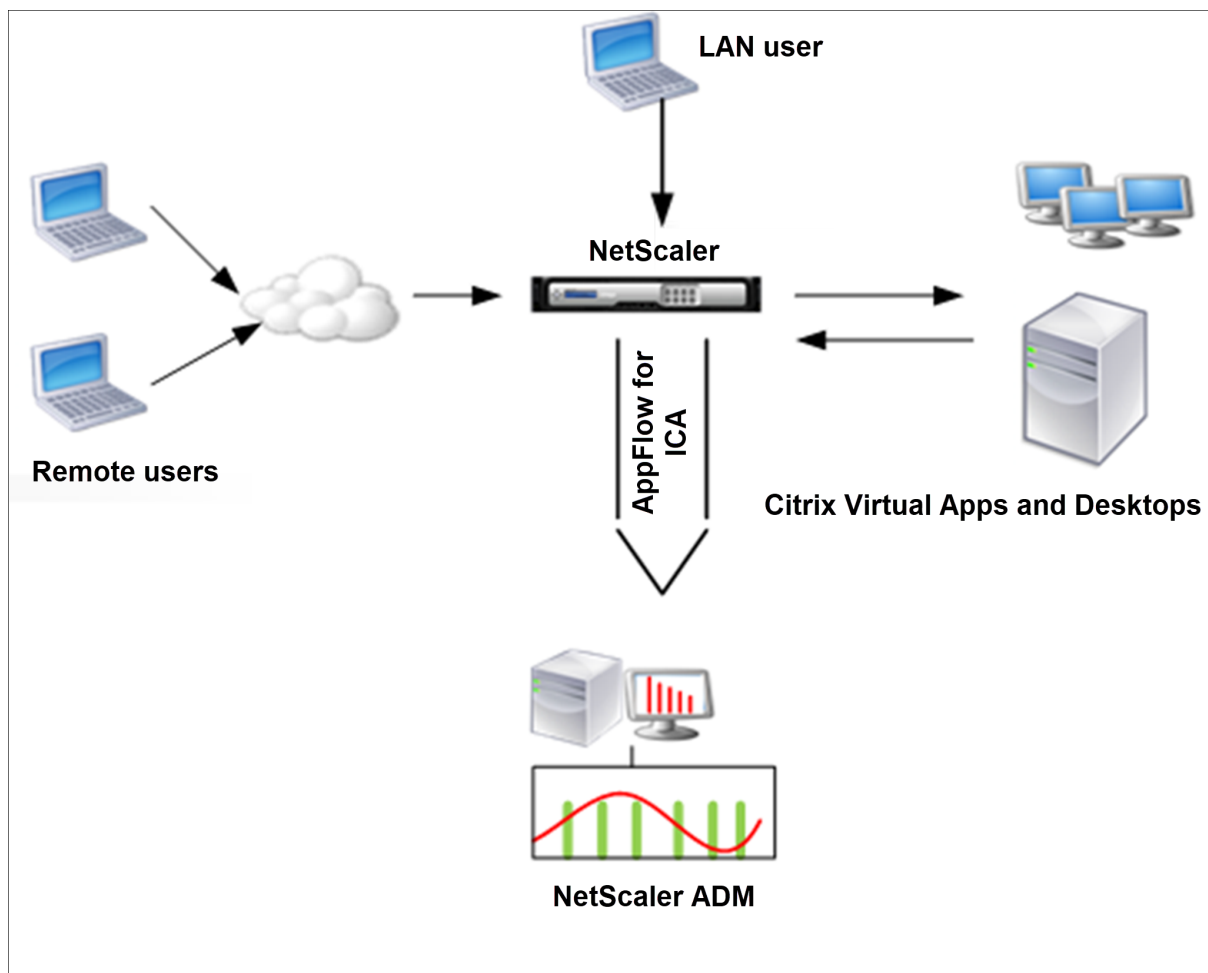 LAN user
NetScaler
AppFlow for
ICA
Remote users
Citrix Virtual Apps and Desktops
NetScaler ADM